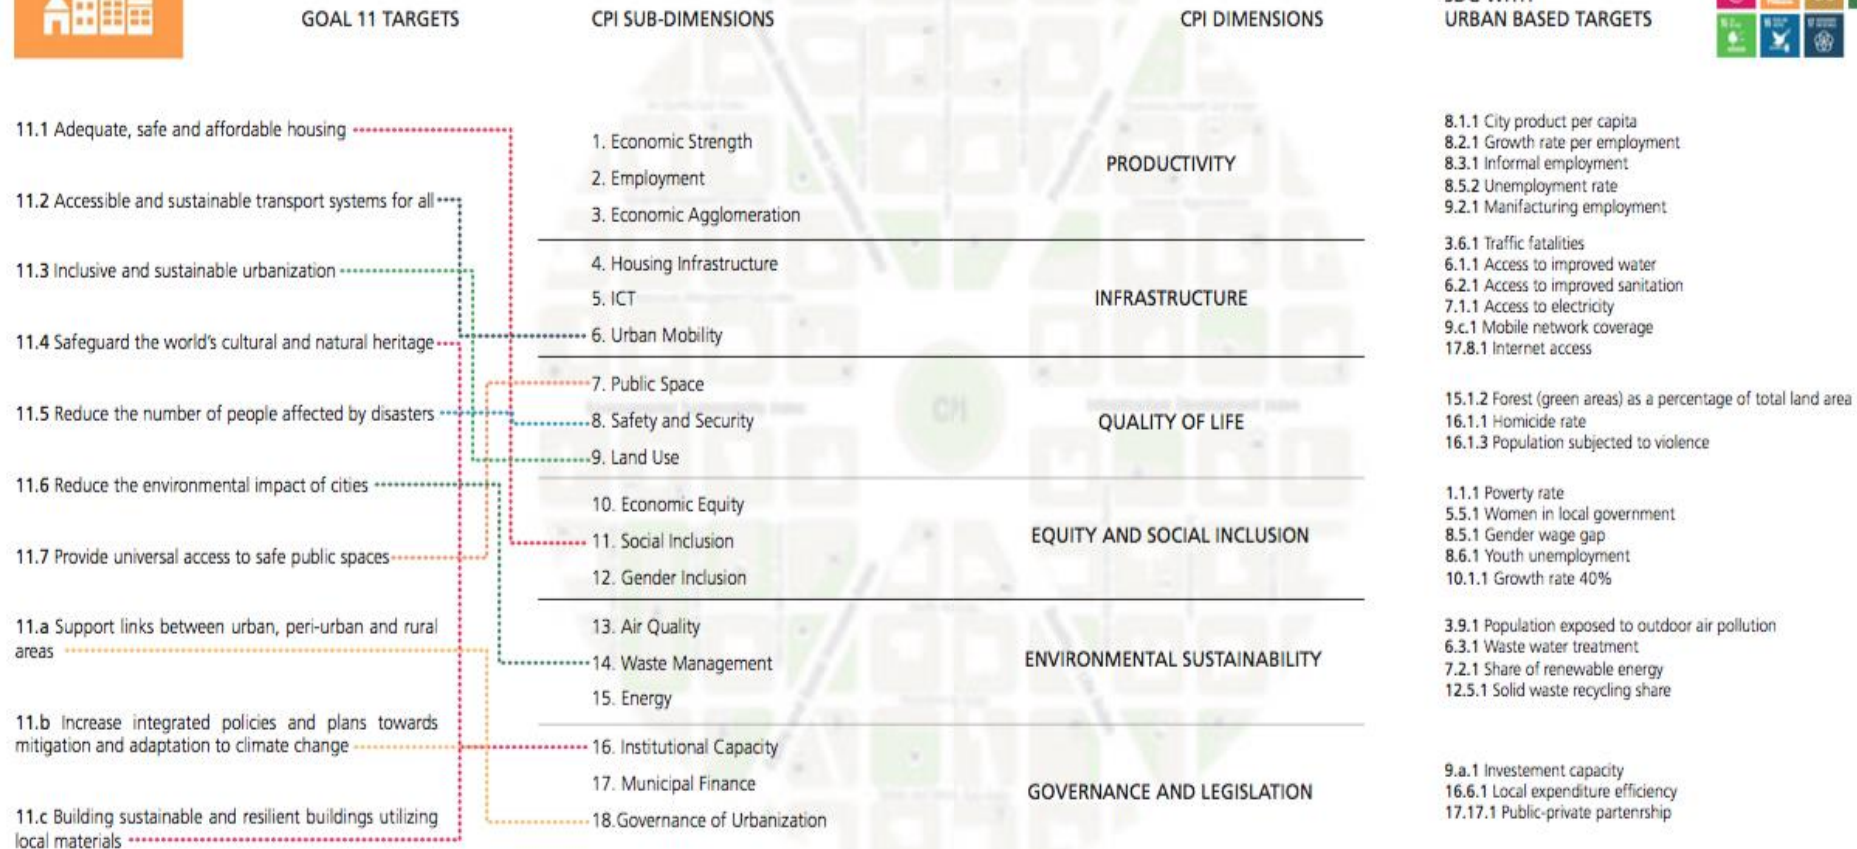 GOAL 11 TARGETS
CPI SUB-DIMENSIONS
CPI DIMENSIONS
URBAN BASED TARGETS
11.1 Adequate, safe and affordable housing
11.2 Accessible and sustainable transport systems for all
11.3 Inclusive and sustainable urbanization
11.4 Safeguard the world's cultural and natural heritage
11.5 Reduce the number of people affected by disasters
11.6 Reduce the environmental impact of cities
11.7 Provide universal access to safe public spaces
11.a Support links between urban, peri-urban and rural
areas
11.b Increase integrated policies and plans towards
mitigation and adaptation to climate change
11.c Building sustainable and resilient buildings utilizing
local materials
1. Economic Strength
2. Employment
3. Economic Agglomeration
4. Housing Infrastructure
5. ICT
6. Urban Mobility
7. Public Space
8. Safety and Security
9. Land Use
10. Economic Equity
11. Social Inclusion
12. Gender Inclusion
13. Air Quality
14. Waste Management
15. Energy
16. Institutional Capacity
17. Municipal Finance
18.Governance of Urbanization
PRODUCTIVITY
INFRASTRUCTURE
QUALITY OF LIFE
EQUITY AND SOCIAL INCLUSION
ENVIRONMENTAL SUSTAINABILITY
GOVERNANCE AND LEGISLATION
CPI
8.1.1 City product per capita
8.2.1 Growth rate per employment
8.3.1 Informal employment
8.5.2 Unemployment rate
9.2.1 Manifacturing employment
3.6.1 Traffic fatalities
6.1.1 Access to improved water
6.2.1 Access to improved sanitation
7.1.1 Access to electricity
9.c.1 Mobile network coverage
17.8.1 Internet access
15.1.2 Forest (green areas) as a percentage of total land area
16.1.1 Homicide rate
16.1.3 Population subjected to violence
1.1.1 Poverty rate
5.5.1 Women in local government
8.5.1 Gender wage gap
8.6.1 Youth unemployment
10.1.1 Growth rate 40%
3.9.1 Population exposed to outdoor air pollution
6.3.1 Waste water treatment
7.2.1 Share of renewable energy
12.5.1 Solid waste recycling share
9.a.1 Investement capacity
16.6.1 Local expenditure efficiency
17.17.1 Public-private partenrship